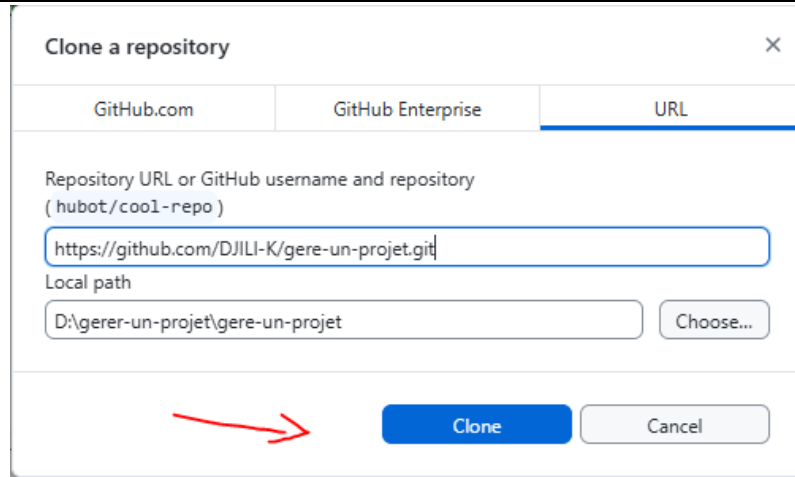 Clone a repository
GitHub.com
GitHub Enterprise
URL
Repository URL or GitHub username and repository
(hubot/cool-repo)
https://github.com/DJILI-K/gere-un-projet.git
Local path
D:\gerer-un-projet\gere-un-projet
Choose...
Clone
Cancel